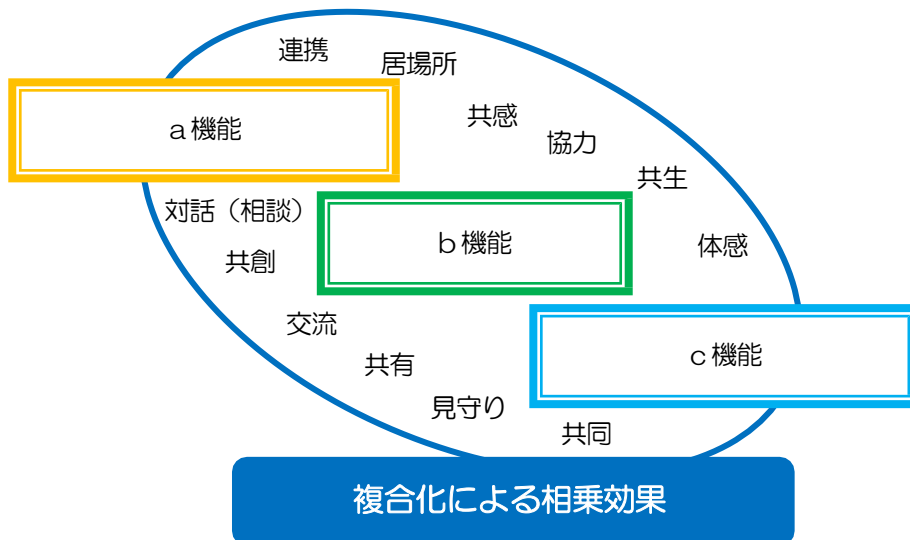 連携
居場所
共感
ａ機能
協力
共生
対話（相談）
ｂ機能
体感
共創
交流
ｃ機能
共有
見守り
共同
複合化による相乗効果